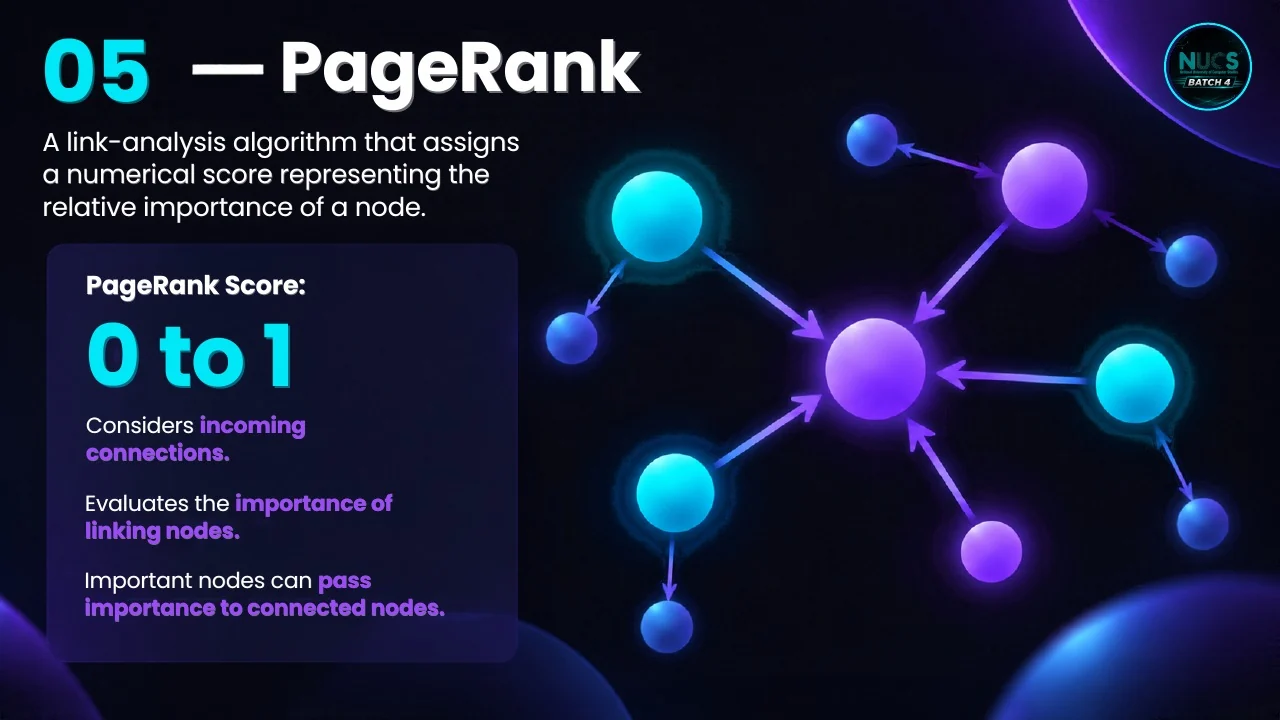 05 — PageRank
A link-analysis algorithm that assigns
a numerical score representing the
relative importance of a node.
PageRank Score:
0 to 1
Considers incoming
connections.
Evaluates the importance of
linking nodes.
Important nodes can pass
importance to connected nodes.
NUCS
BATCH 4